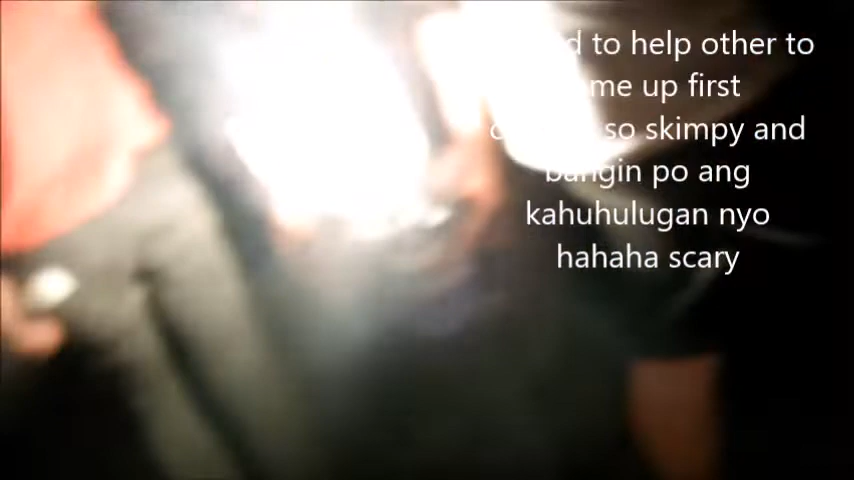 to help other to
me up first
so skimpy and
bangin po ang
kahuhulugan nyo
hahaha scary